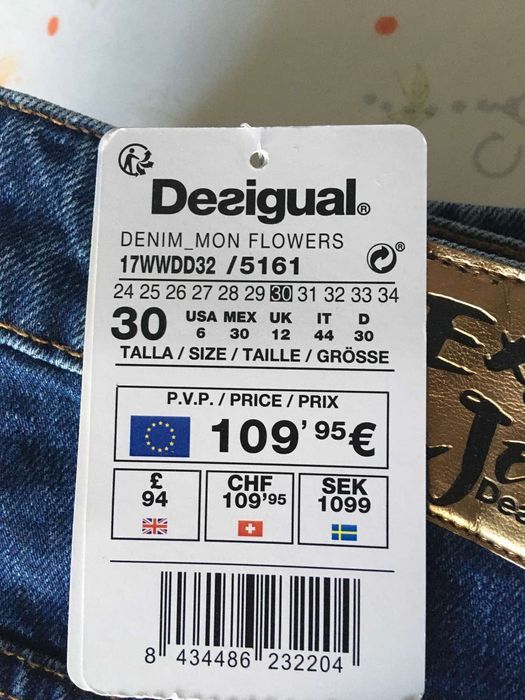 Desigual®
DENIM_MON FLOWERS
17WWDD32 /5161
®
24 25 26 27 28 29 30 31 32 33 34
30
USA MEX UK IT D
6 30 12 44 30
TALLA / SIZE / TAILLE / GRÖSSE
P.V.P. / PRICE / PRIX
109'95€
£
94
CHF
109'95
SEK
1099
8 434486 232204